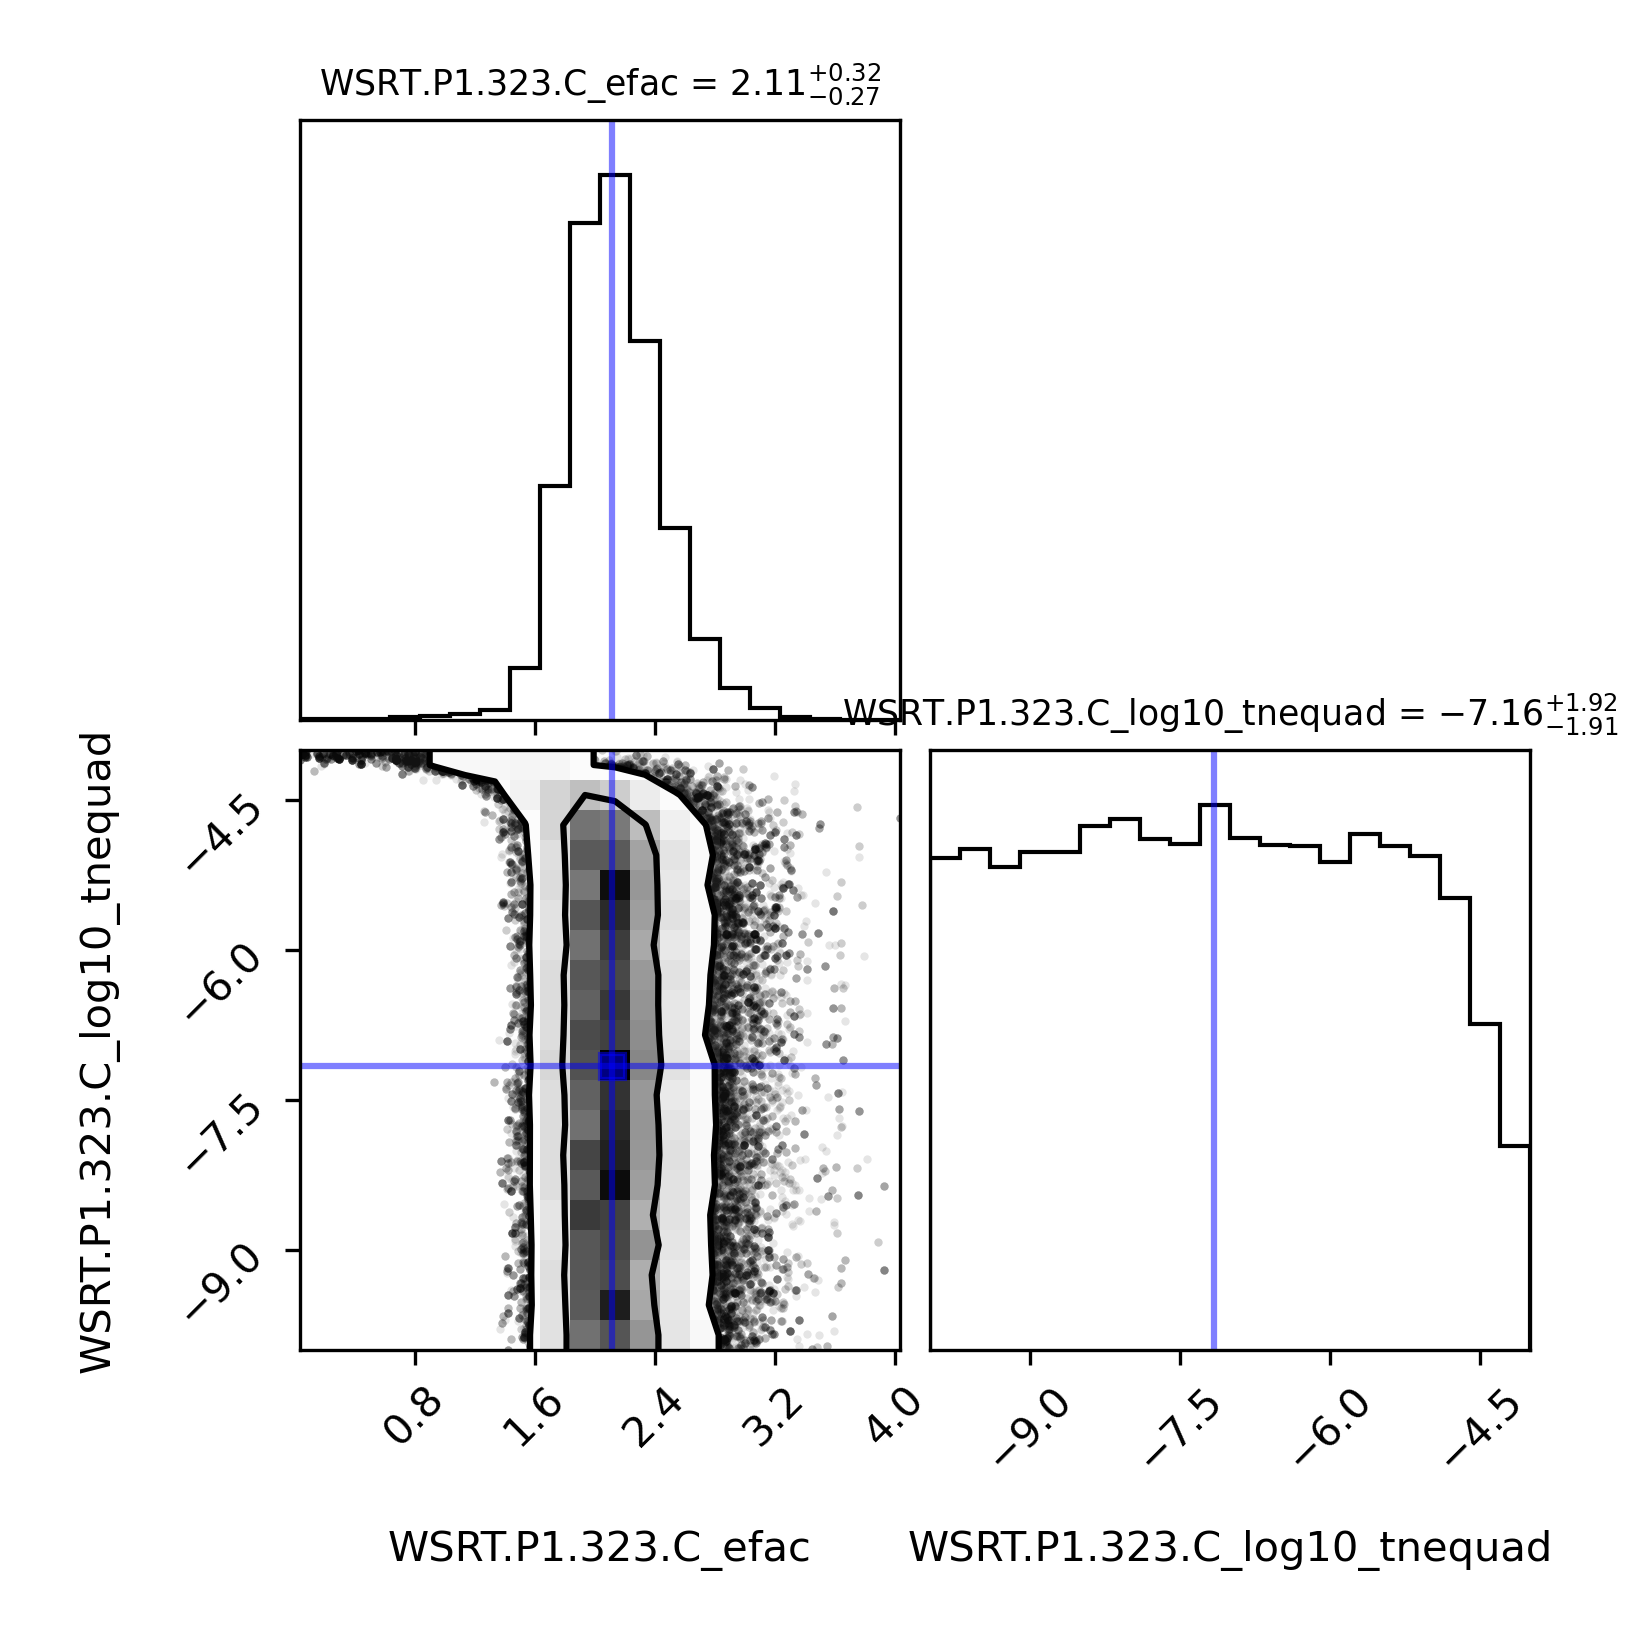 WSRT.P1.323.C_efac = 2.11+0.32 −0.27
WSRT.P1.323.C_log10_tnequad = −7.16+1.92 −1.91
WSRT.P1.323.C_log10_tnequad
−4.5
−6.0
−7.5
−9.0
0.8 1.6 2.4 3.2 4.0
−9.0 −7.5 −6.0 −4.5
WSRT.P1.323.C_efac
WSRT.P1.323.C_log10_tnequad